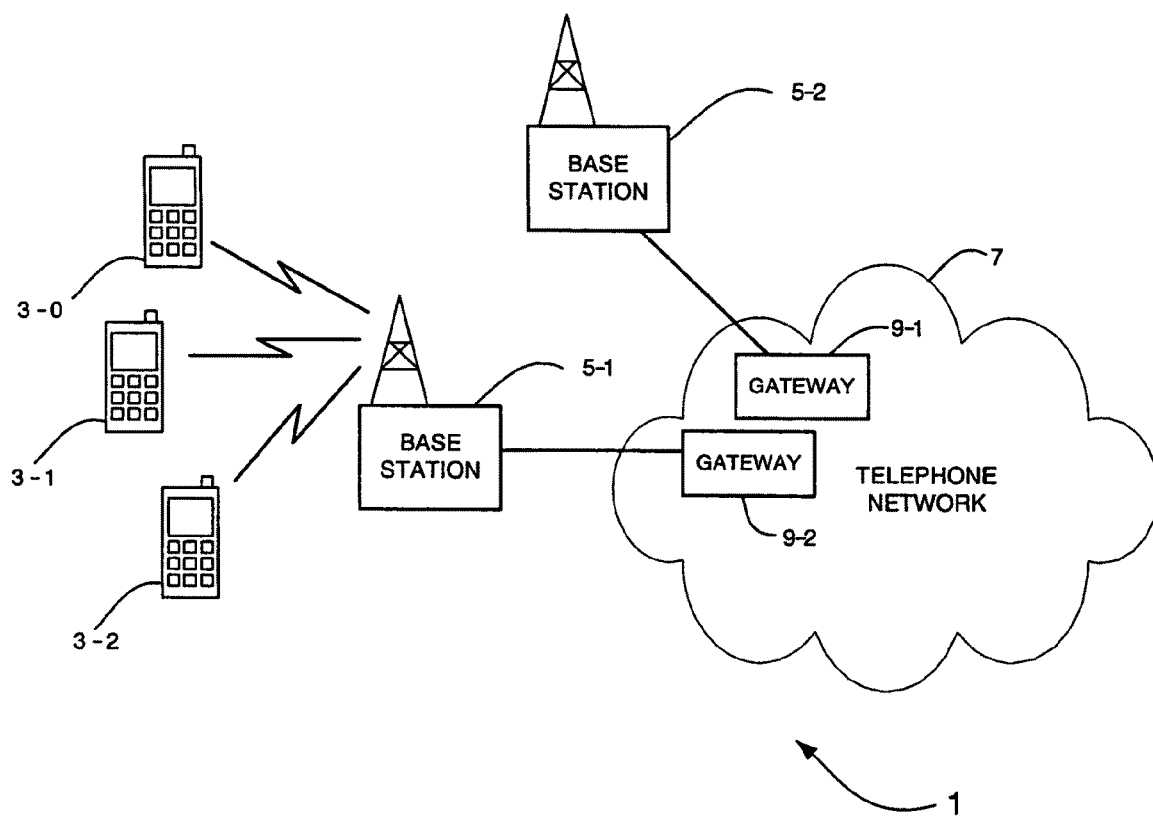 5-2
BASE
STATION
3-0
7
9-1
GATEWAY
5-1
3-1
BASE
STATION
GATEWAY
TELEPHONE
NETWORK
9-2
3-2
1